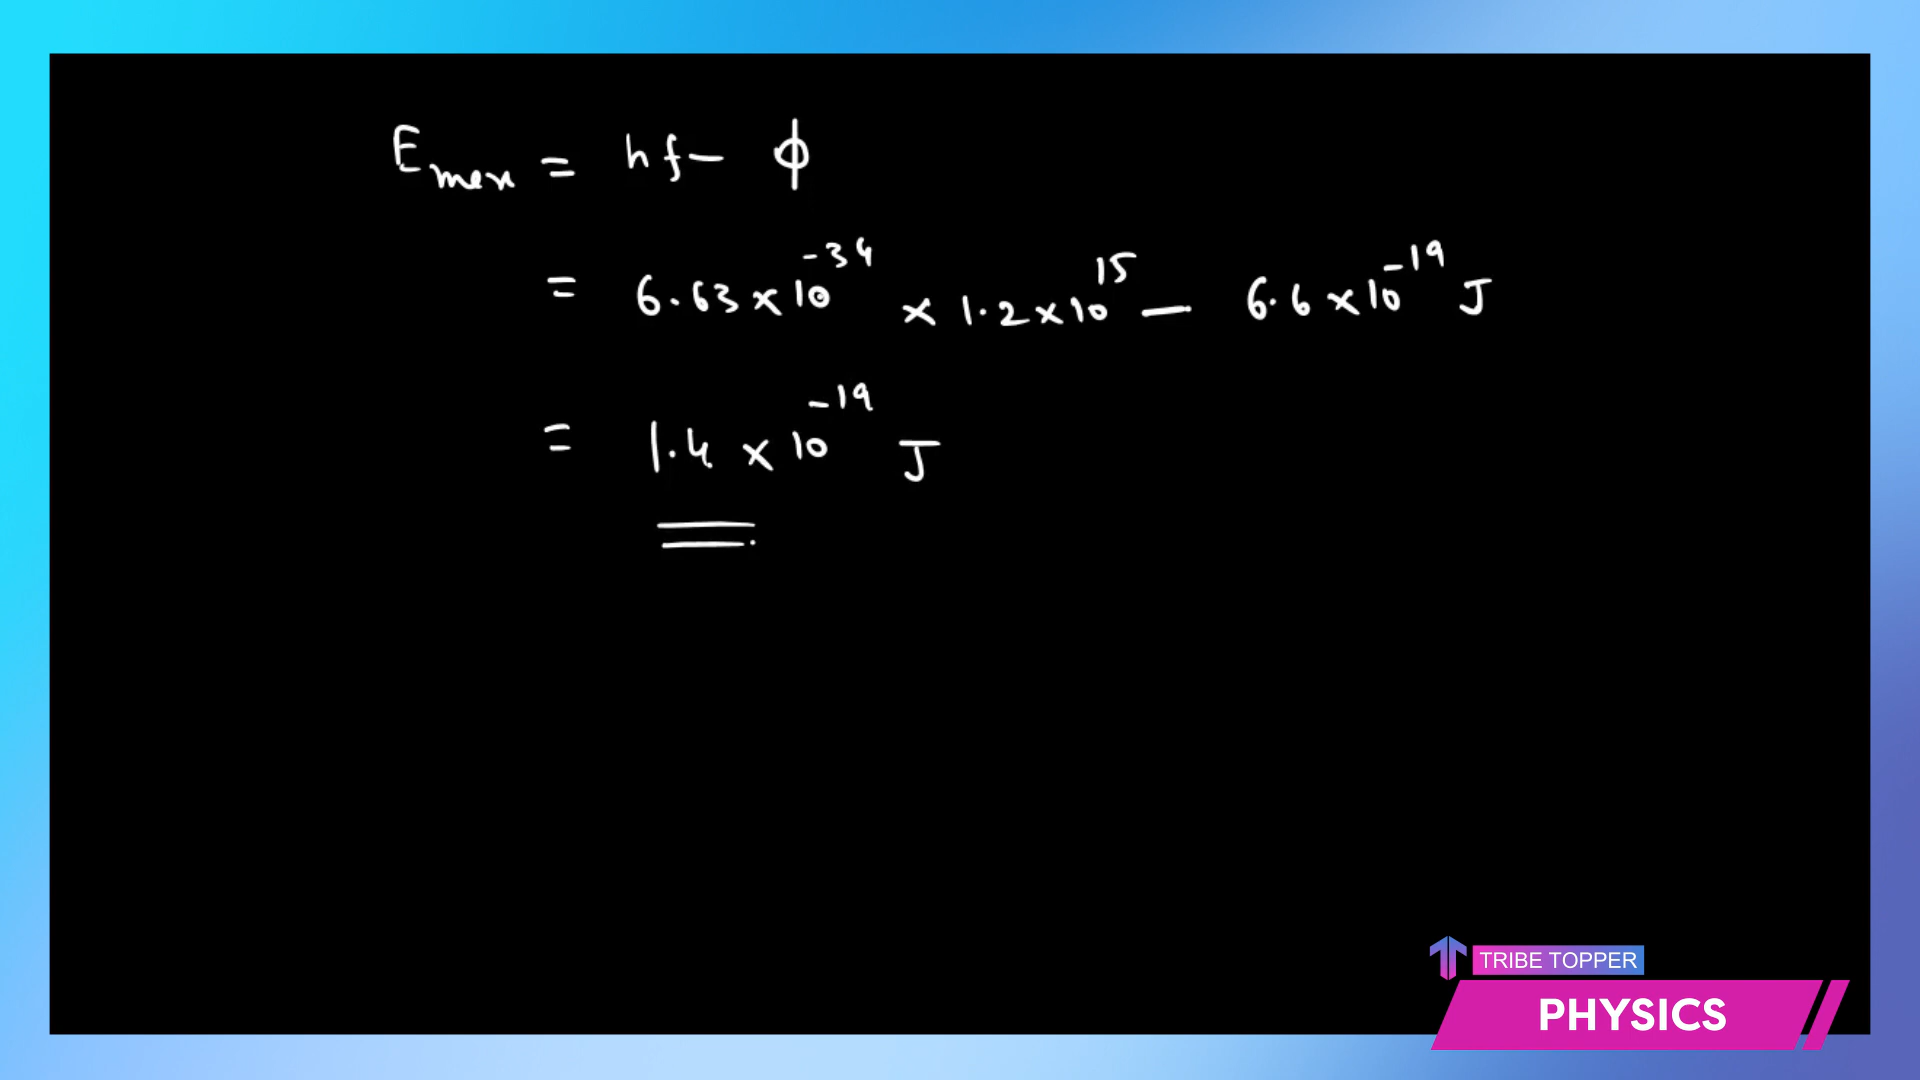 E max = hf - ϕ
= 6.63 × 10^-34 × 1.2 × 10^15 - 6.6 × 10^-19 J
= 1.4 × 10^-19 J
TRIBE TOPPER
PHYSICS